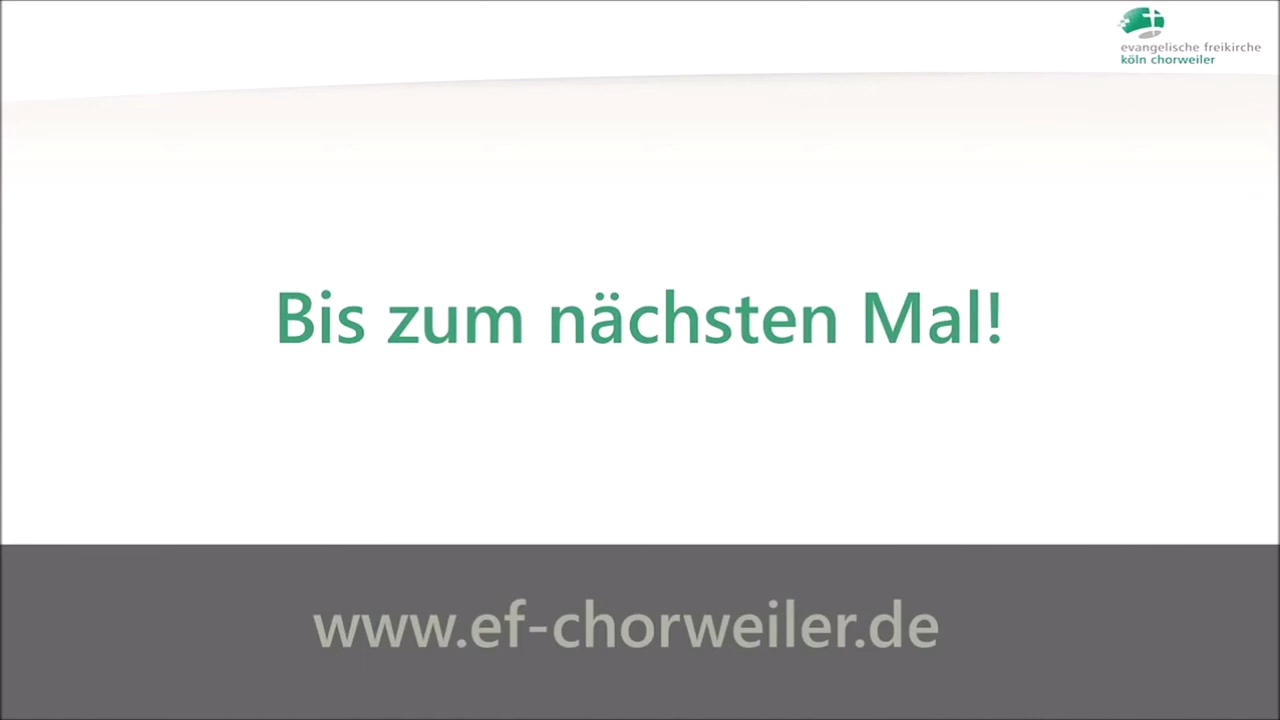 evangelische freikirche
köln chorweiler
Bis zum nächsten Mal!
www.ef-chorweiler.de